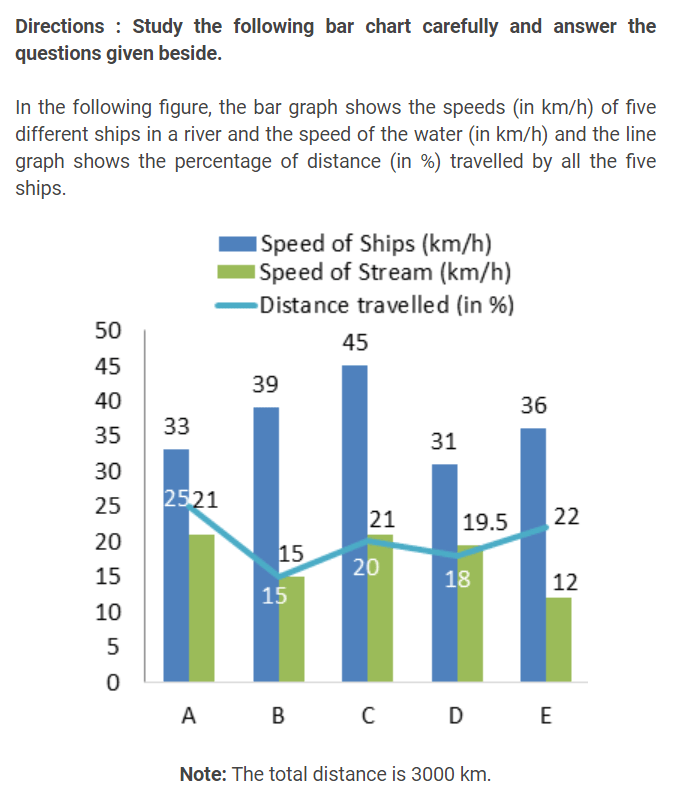 Directions : Study the following bar chart carefully and answer the
questions given beside.
In the following figure, the bar graph shows the speeds (in km/h) of five
different ships in a river and the speed of the water (in km/h) and the line
graph shows the percentage of distance (in %) travelled by all the five
ships.
Speed of Ships (km/h)
Speed of Stream (km/h)
Distance travelled (in %)
50
45
40
35
30
25
20
15
10
5
0
33
25
21
39
15
15
45
21
20
31
19.5
18
36
22
12
A B C D E
Note: The total distance is 3000 km.